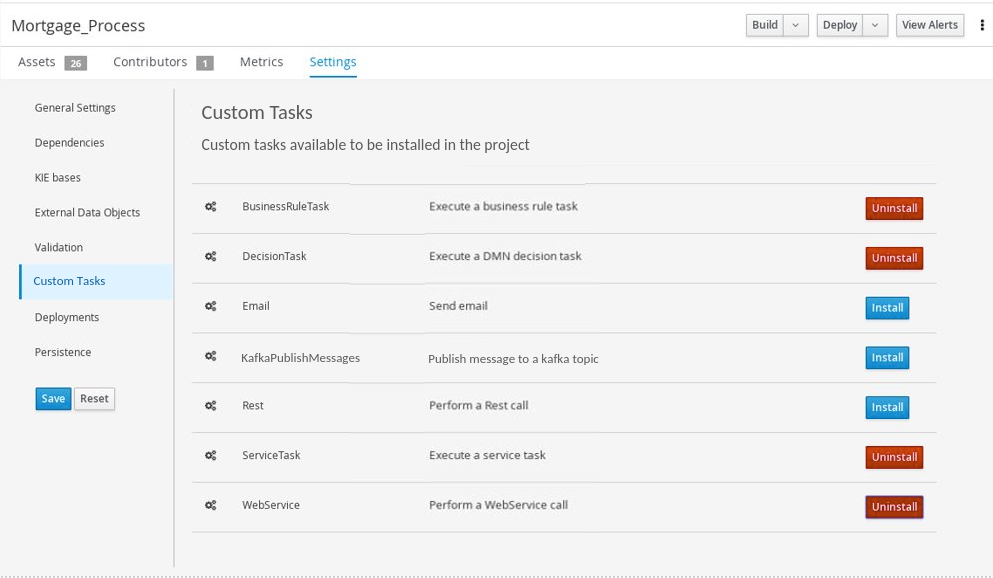 Mortgage_Process
Build
Deploy
View Alerts
Assets 26
Contributors 1
Metrics
Settings
General Settings
Dependencies
KIE bases
External Data Objects
Validation
Custom Tasks
Deployments
Persistence
Save Reset
Custom Tasks
Custom tasks available to be installed in the project
BusinessRuleTask Execute a business rule task Uninstall
DecisionTask Execute a DMN decision task Uninstall
Email Send email Install
KafkaPublishMessages Publish message to a kafka topic Install
Rest Perform a Rest call Install
ServiceTask Execute a service task Uninstall
WebService Perform a WebService call Uninstall